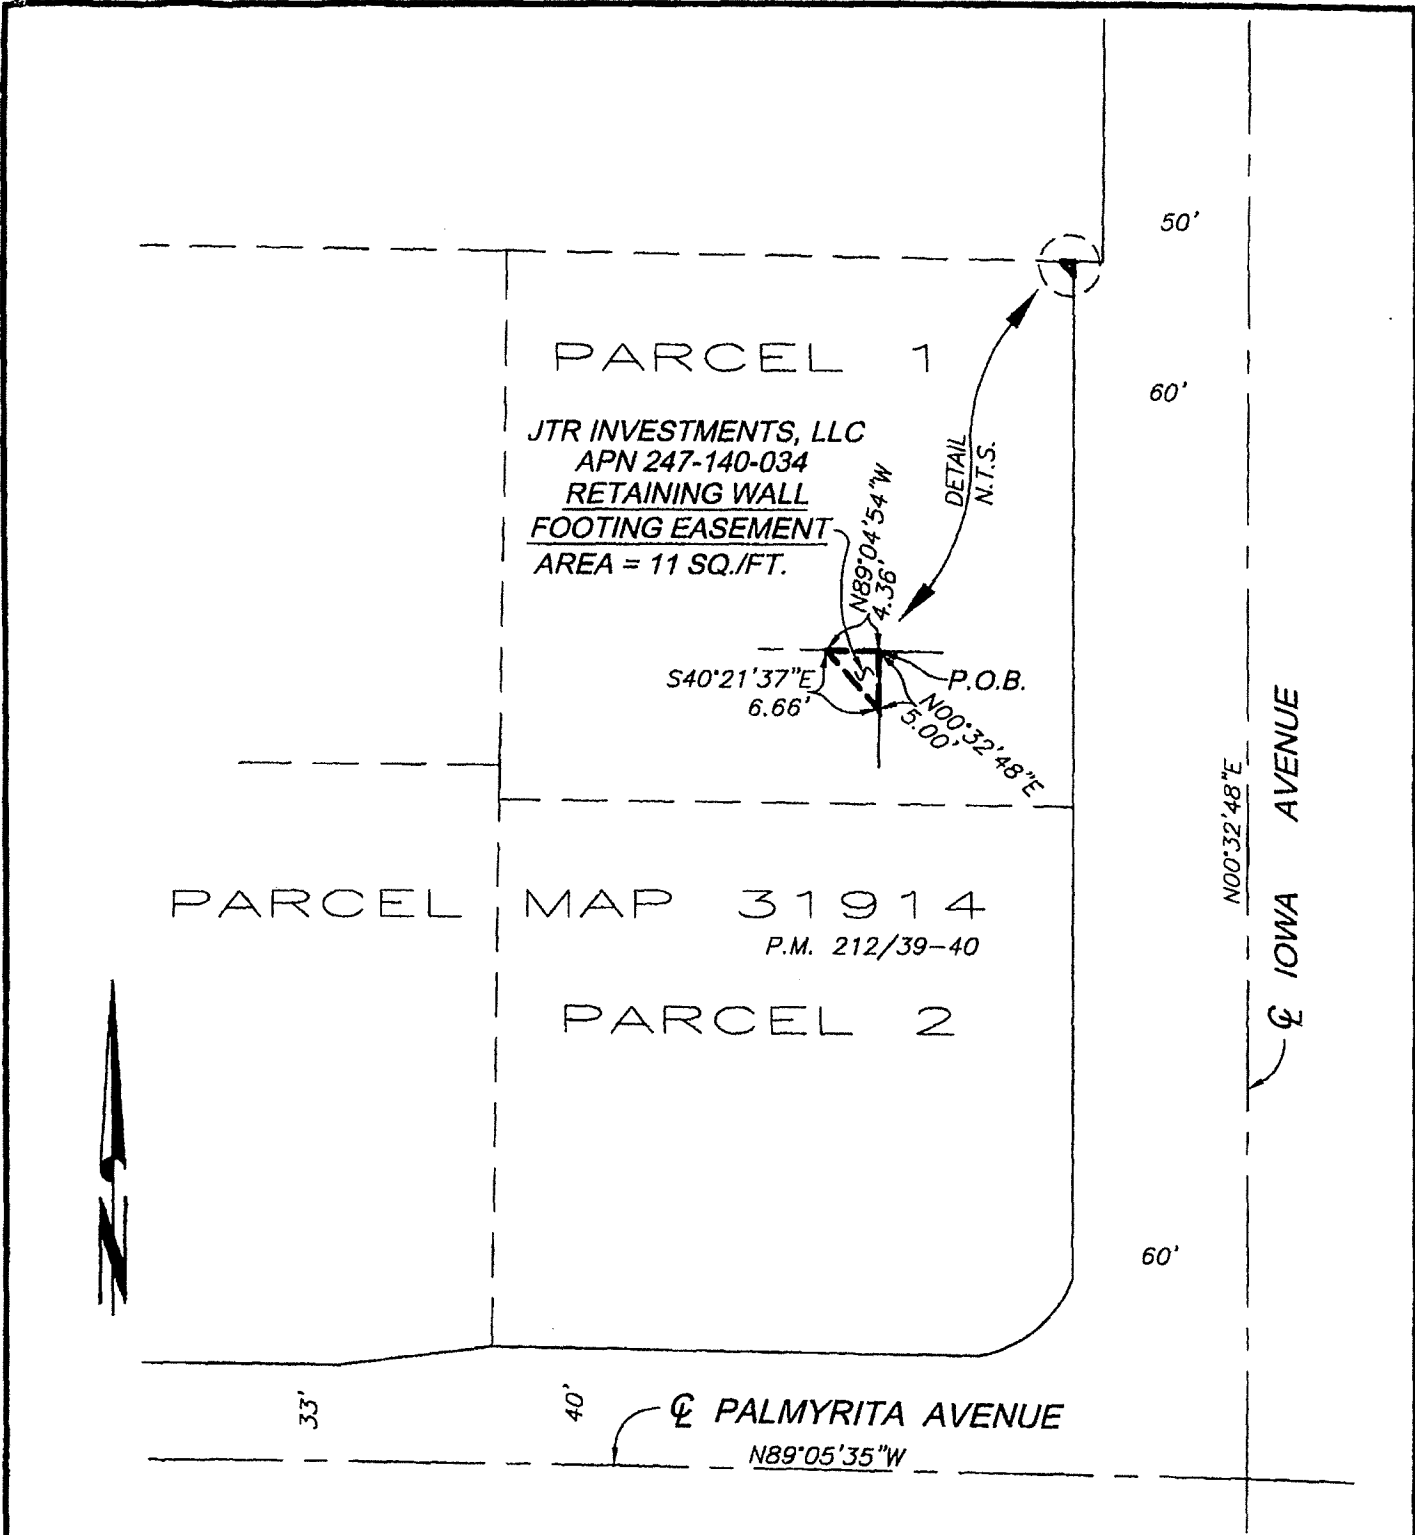 50'
60'
PARCEL 1
JTR INVESTMENTS, LLC
APN 247-140-034
RETAINING WALL
FOOTING EASEMENT
AREA = 11 SQ./FT.
DETAIL
N.T.S.
N89°04'54"W
4.36'
S40°21'37"E
6.66'
P.O.B.
N00°32'48"E
5.00'
N00°32'48"E
℄ IOWA AVENUE
PARCEL MAP 31914
P.M. 212/39-40
PARCEL 2
N
60'
33'
40'
℄ PALMYRITA AVENUE
N89°05'35"W